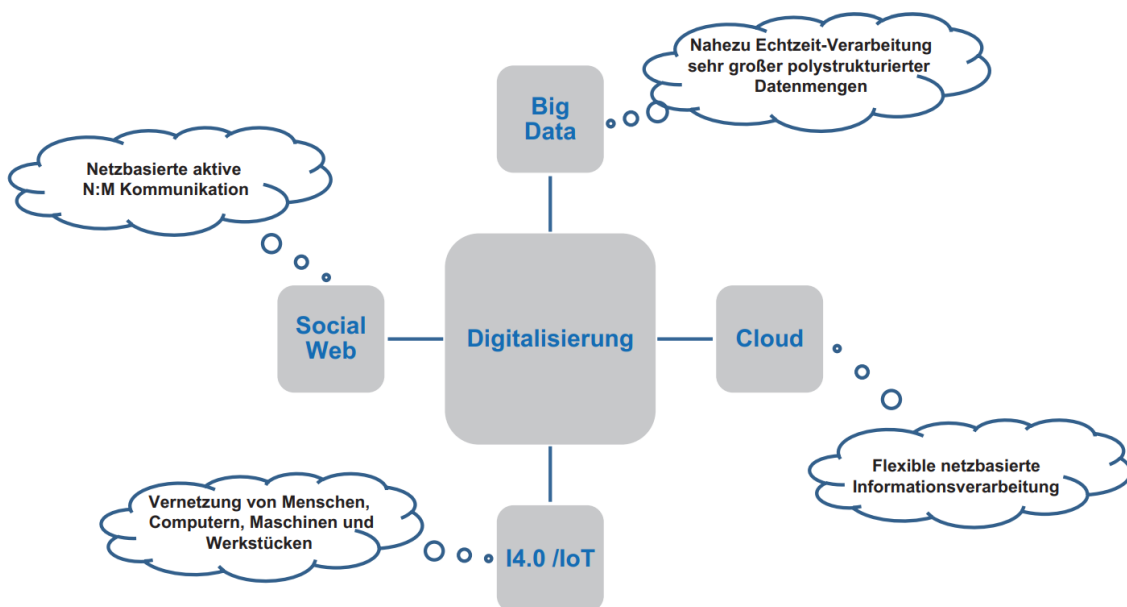 Nahezu Echtzeit-Verarbeitung
sehr großer polystrukturierter
Datenmengen
Big
Data
Netzbasierte aktive
N:M Kommunikation
Social
Web
Digitalisierung
Cloud
Flexible netzbasierte
Informationsverarbeitung
Vernetzung von Menschen,
Computern, Maschinen und
Werkstücken
I4.0 /IoT